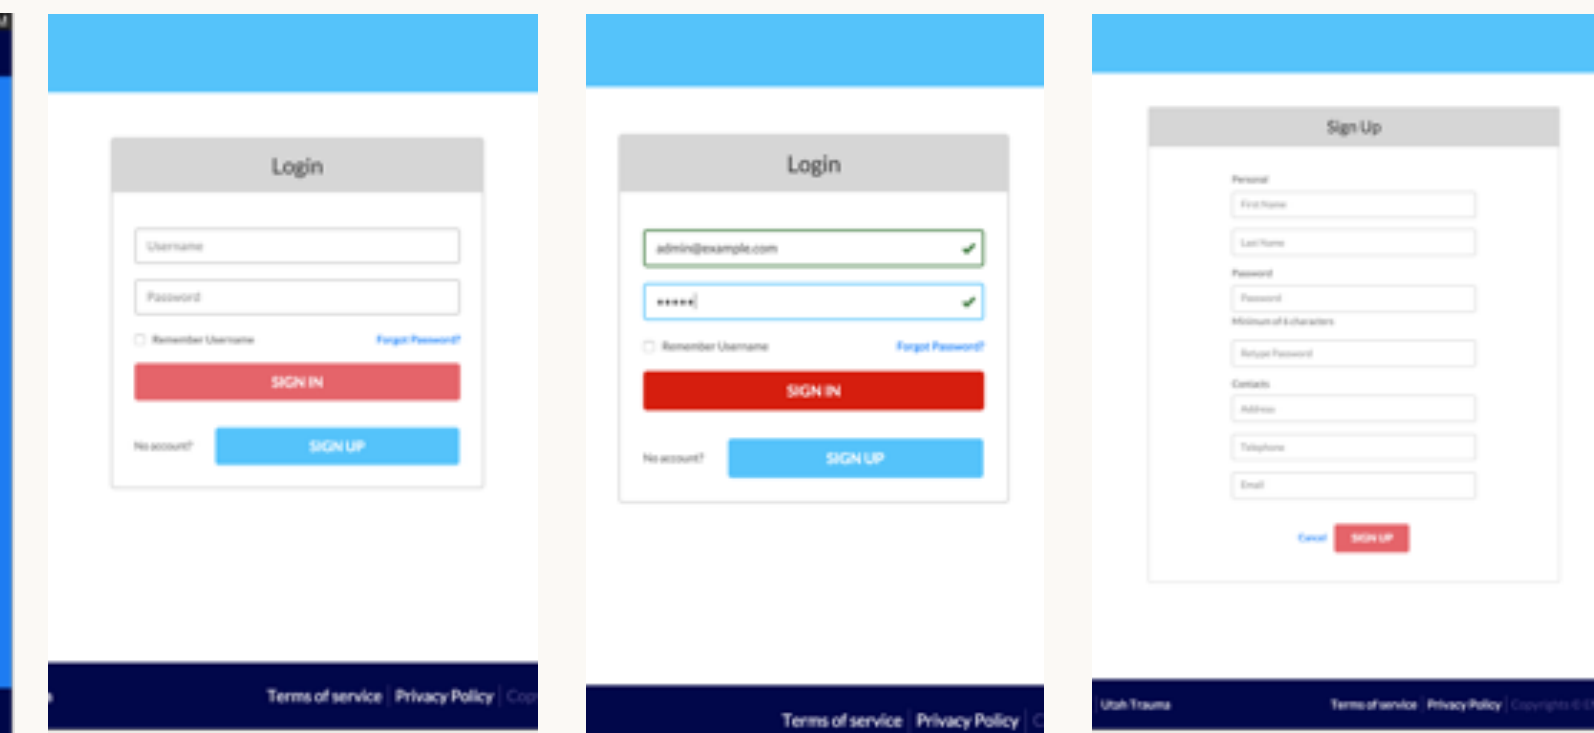 Login
Username
Password
Remember Username Forgot Password?
SIGN IN
No account? SIGN UP
Terms of service Privacy Policy
Login
admin@example.com
•••••
Remember Username Forgot Password?
SIGN IN
No account? SIGN UP
Terms of service Privacy Policy
Sign Up
Personal
First Name
Last Name
Password
Password
Minimum of 6 characters
Retype Password
Contacts
Address
Telephone
Email
Cancel SIGN UP
Utah Trauma Terms of service Privacy Policy Copyrights ©